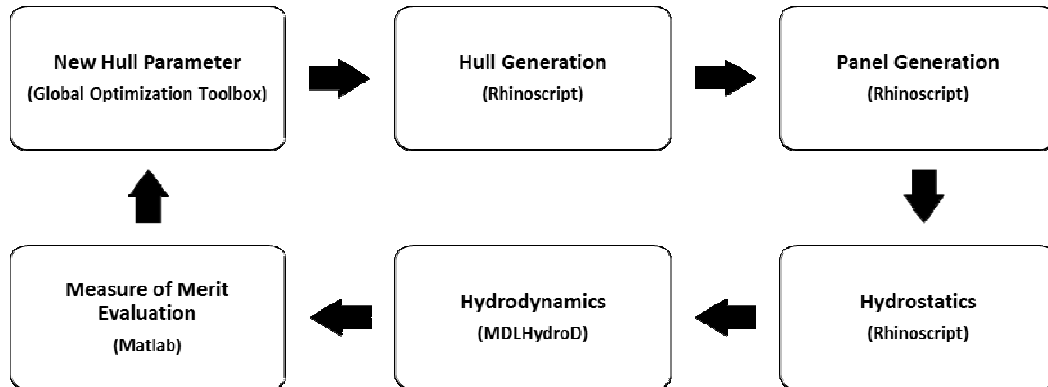 New Hull Parameter
(Global Optimization Toolbox)
Hull Generation
(Rhinoscript)
Panel Generation
(Rhinoscript)
Measure of Merit
Evaluation
(Matlab)
Hydrodynamics
(MDLHydroD)
Hydrostatics
(Rhinoscript)